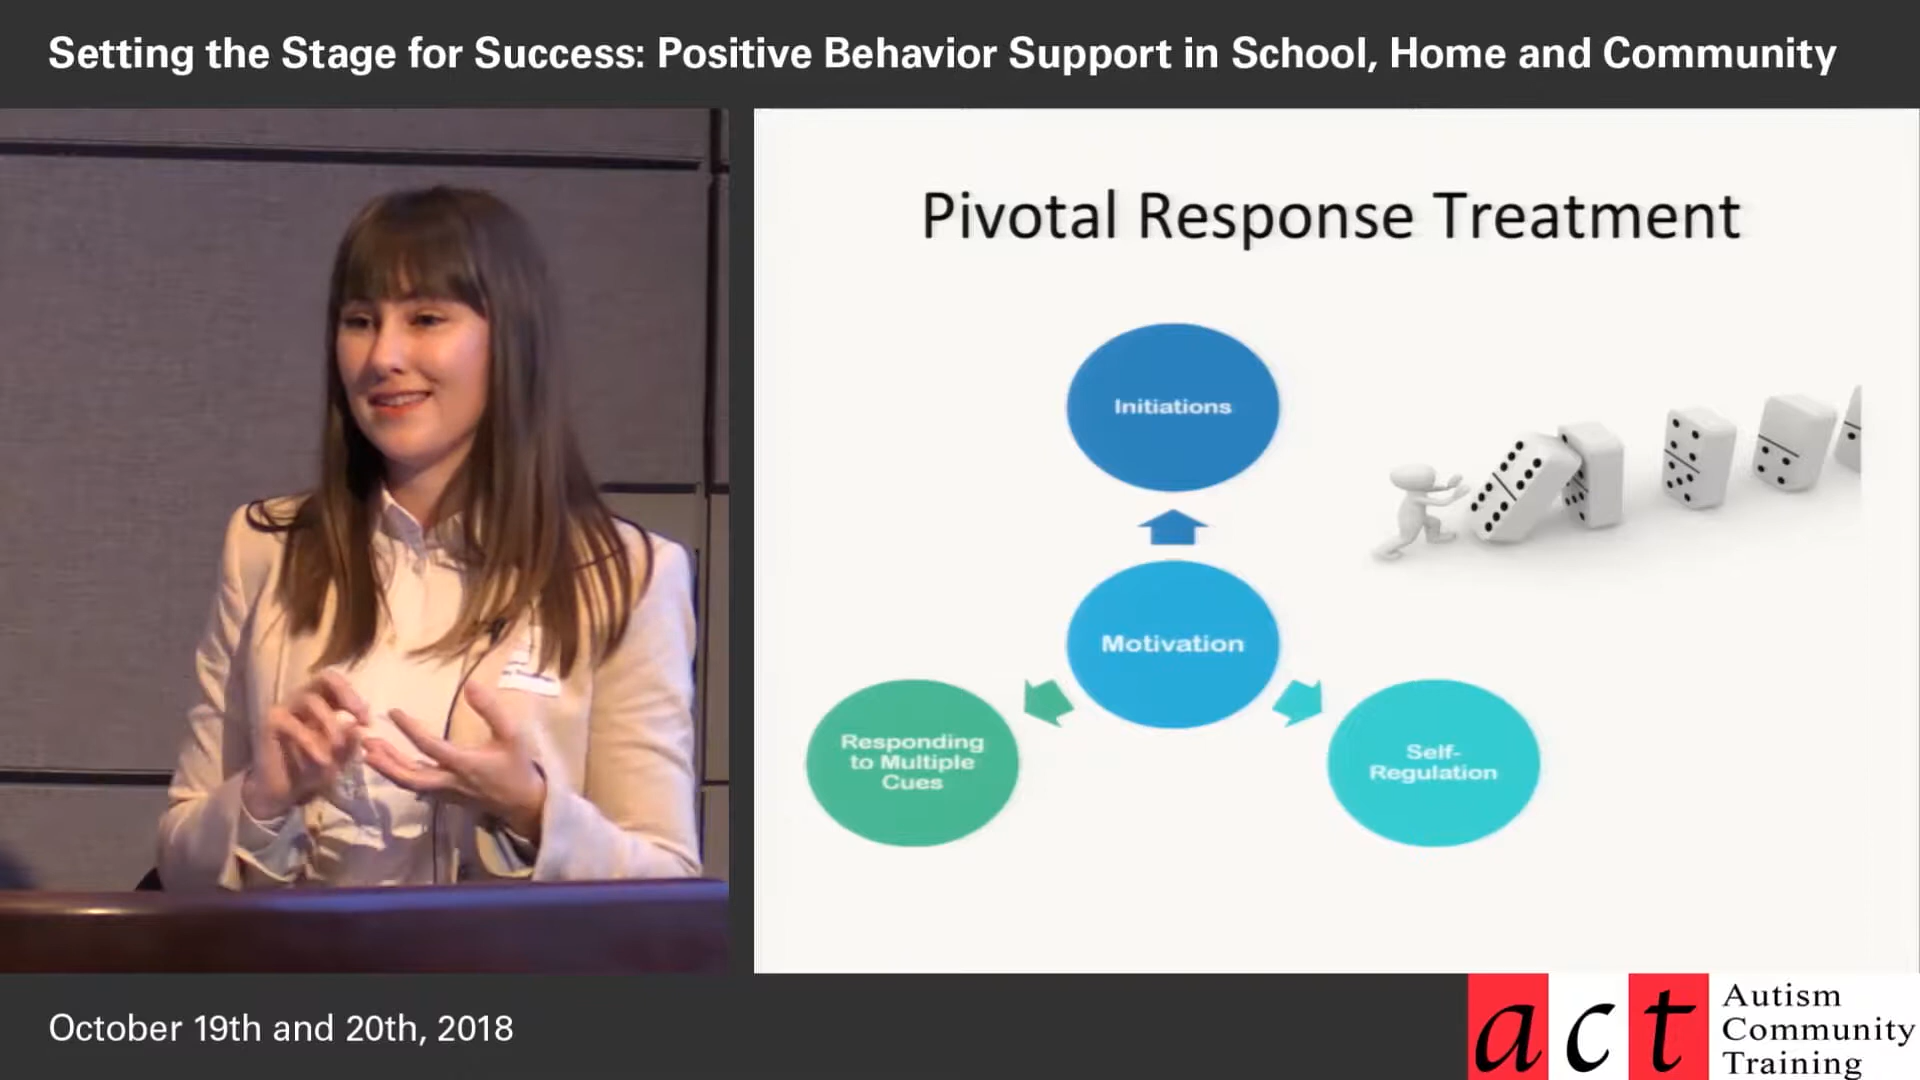 Setting the Stage for Success: Positive Behavior Support in School, Home and Community
Pivotal Response Treatment
Initiations
Motivation
Responding
to Multiple
Cues
Self-
Regulation
October 19th and 20th, 2018
act
Autism
Community
Training